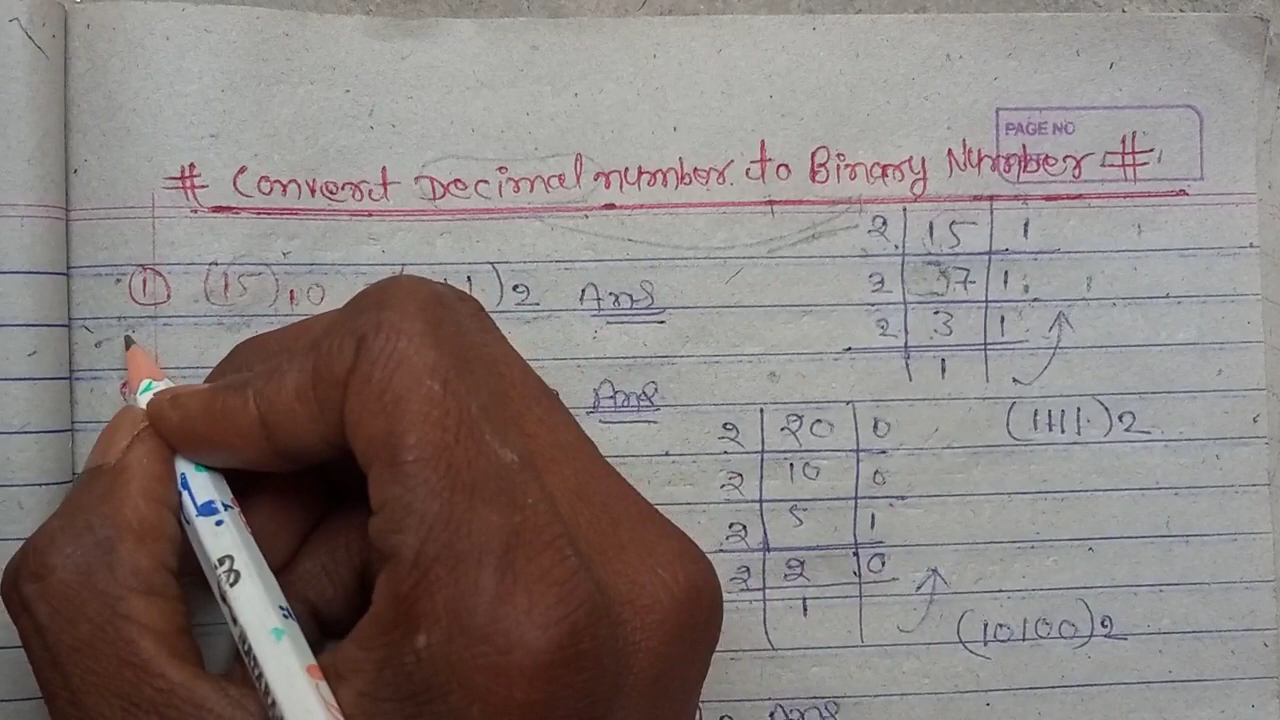 PAGE NO
# Convert Decimal number to Binary Number #
① (15)10 11)2 Ans
2 | 15 | 1
2 | 7 | 1
2 | 3 | 1
1
(1111)2
Ans
2 | 20 | 0
2 | 10 | 0
2 | 5 | 1
2 | 2 | 0
1
(10100)2
Ans